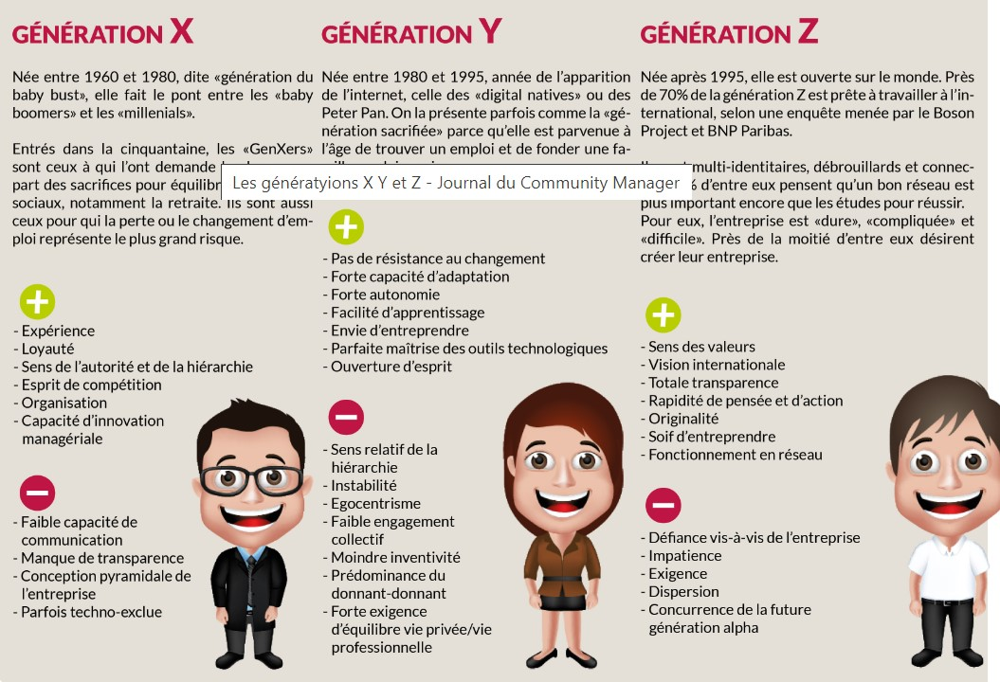 GÉNÉRATION X
Née entre 1960 et 1980, dite «génération du
baby bust», elle fait le pont entre les «baby
boomers» et les «millenials».
Entrés dans la cinquantaine, les «GenXers»
sont ceux à qui l'ont demande
part des sacrifices pour équilibr
sociaux, notamment la retraite. Ils sont aussi
ceux pour qui la perte ou le changement d'em-
ploi représente le plus grand risque.
- Expérience
- Loyauté
- Sens de l'autorité et de la hiérarchie
- Esprit de compétition
- Organisation
- Capacité d'innovation
managériale
- Faible capacité de
communication
- Manque de transparence
- Conception pyramidale de
l'entreprise
- Parfois techno-exclue
GÉNÉRATION Y
Née entre 1980 et 1995, année de l'apparition
de l'internet, celle des «digital natives» ou des
Peter Pan. On la présente parfois comme la «gé-
nération sacrifiée» parce qu'elle est parvenue à
l'âge de trouver un emploi et de fonder une fa-
Les génératyions X Y et Z - Journal du Community Manager
- Pas de résistance au changement
- Forte capacité d'adaptation
- Forte autonomie
- Facilité d'apprentissage
- Envie d'entreprendre
- Parfaite maîtrise des outils technologiques
- Ouverture d'esprit
- Sens relatif de la
hiérarchie
- Instabilité
- Egocentrisme
- Faible engagement
collectif
- Moindre inventivité
- Prédominance du
donnant-donnant
- Forte exigence
d'équilibre vie privée/vie
professionnelle
GÉNÉRATION Z
Née après 1995, elle est ouverte sur le monde. Près
de 70% de la génération Z est prête à travailler à l'in-
ternational, selon une enquête menée par le Boson
Project et BNP Paribas.
multi-identitaires, débrouillards et connec-
% d'entre eux pensent qu'un bon réseau est
plus important encore que les études pour réussir.
Pour eux, l'entreprise est «dure», «compliquée» et
«difficile». Près de la moitié d'entre eux désirent
créer leur entreprise.
- Sens des valeurs
- Vision internationale
- Totale transparence
- Rapidité de pensée et d'action
- Originalité
- Soif d'entreprendre
- Fonctionnement en réseau
- Défiance vis-à-vis de l'entreprise
- Impatience
- Exigence
- Dispersion
- Concurrence de la future
génération alpha